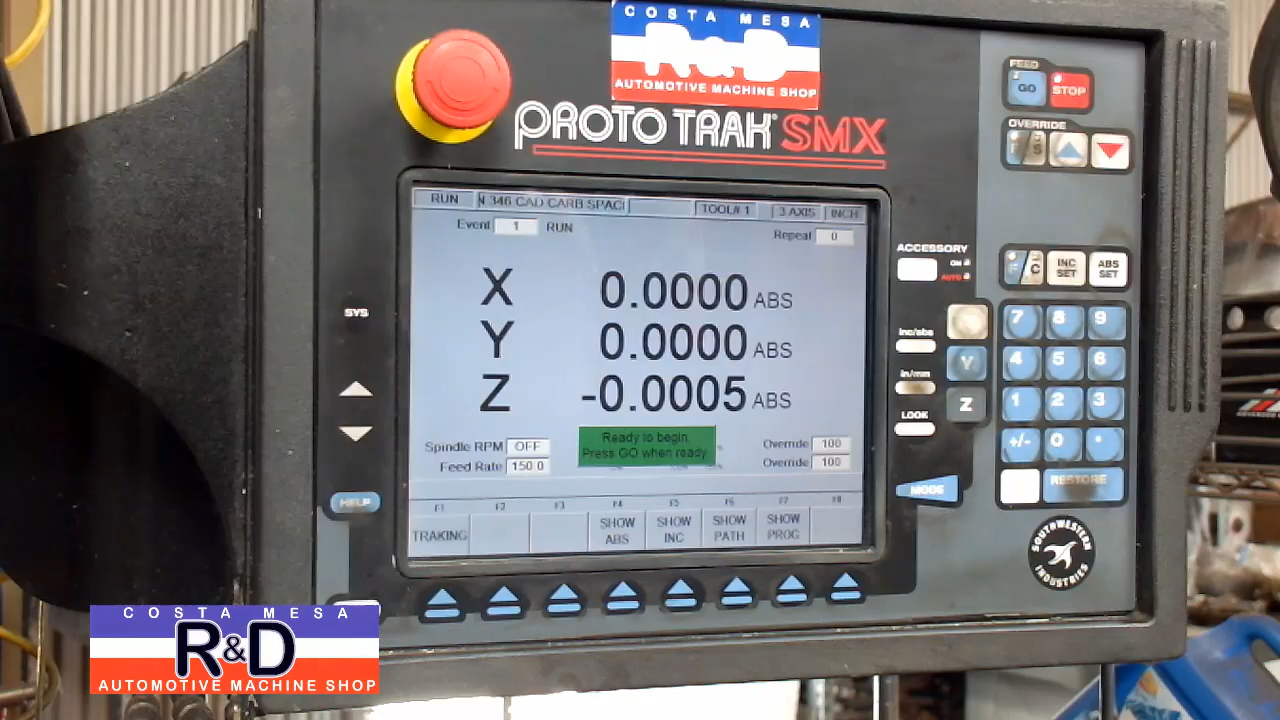 COSTA MESA
R&D
AUTOMOTIVE MACHINE SHOP
PROTO TRAK® SMX
FEED
GO
STOP
OVERRIDE
F S
RUN
N 346 CAD CARB SPAC
TOOL# 1
3 AXIS
INCH
Event 1 RUN
Repeal 0
X 0.0000 ABS
Y 0.0000 ABS
Z -0.0005 ABS
Ready to begin.
Press GO when ready
Spindle RPM OFF
Feed Rate 150 0
Override 100
Override 100
F1 F2 F3 F4 F5 F6 F7 F8
TRAKING
SHOW ABS
SHOW INC
SHOW PATH
SHOW PROG
SYS
HELP
ACCESSORY
ON
AUTO
inc/abs
in/mm
LOOK
MODE
C
INC SET
ABS SET
Y
Z
7 8 9
4 5 6
1 2 3
+/- 0 .
RESTORE
SOUTHWESTERN INDUSTRIES
COSTA MESA
R&D
AUTOMOTIVE MACHINE SHOP